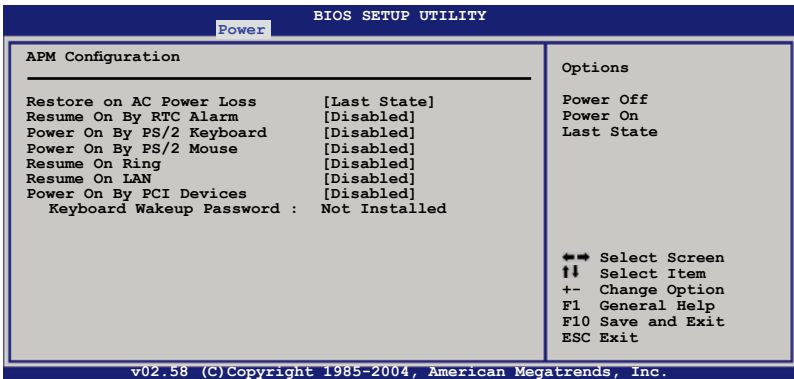 BIOS SETUP UTILITY
Power
APM Configuration
Restore on AC Power Loss [Last State]
Resume On By RTC Alarm [Disabled]
Power On By PS/2 Keyboard [Disabled]
Power On By PS/2 Mouse [Disabled]
Resume On Ring [Disabled]
Resume On LAN [Disabled]
Power On By PCI Devices [Disabled]
Keyboard Wakeup Password : Not Installed
Options
Power Off
Power On
Last State
←→ Select Screen
↑↓ Select Item
+- Change Option
F1 General Help
F10 Save and Exit
ESC Exit
v02.58 (C)Copyright 1985-2004, American Megatrends, Inc.